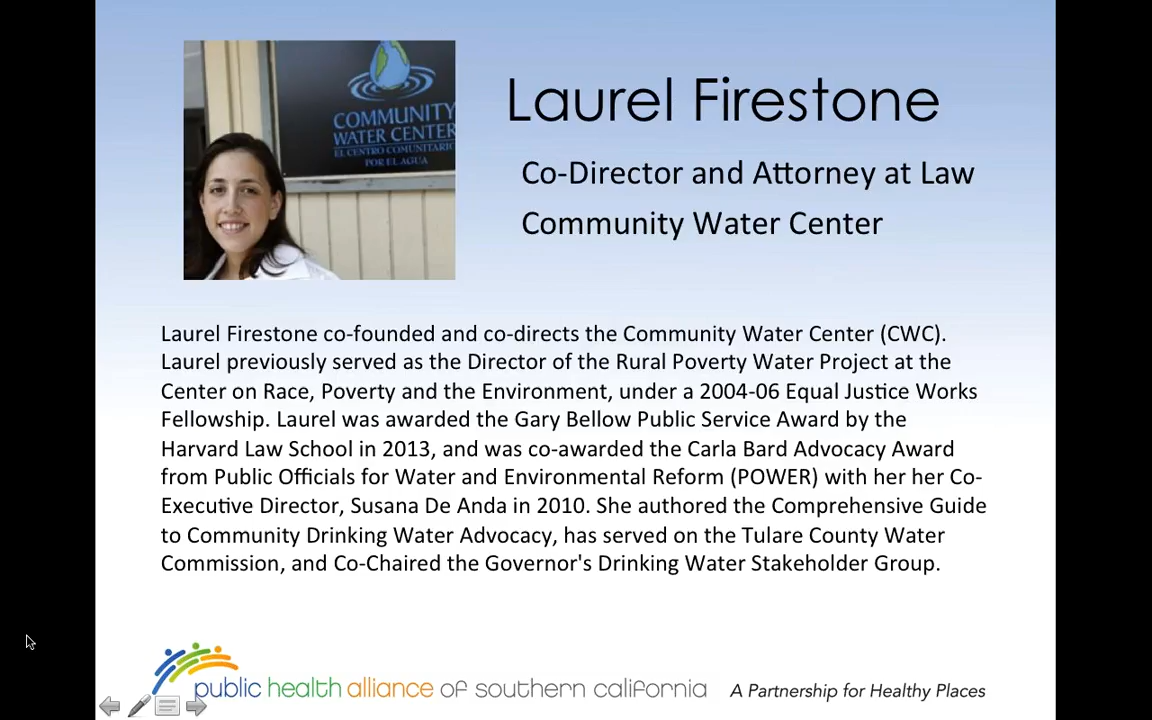 COMMUNITY
WATER CENTER
EL CENTRO COMUNITARIO
POR EL AGUA
Laurel Firestone
Co-Director and Attorney at Law
Community Water Center
Laurel Firestone co-founded and co-directs the Community Water Center (CWC).
Laurel previously served as the Director of the Rural Poverty Water Project at the
Center on Race, Poverty and the Environment, under a 2004-06 Equal Justice Works
Fellowship. Laurel was awarded the Gary Bellow Public Service Award by the
Harvard Law School in 2013, and was co-awarded the Carla Bard Advocacy Award
from Public Officials for Water and Environmental Reform (POWER) with her her Co-
Executive Director, Susana De Anda in 2010. She authored the Comprehensive Guide
to Community Drinking Water Advocacy, has served on the Tulare County Water
Commission, and Co-Chaired the Governor's Drinking Water Stakeholder Group.
public health alliance of southern california
A Partnership for Healthy Places